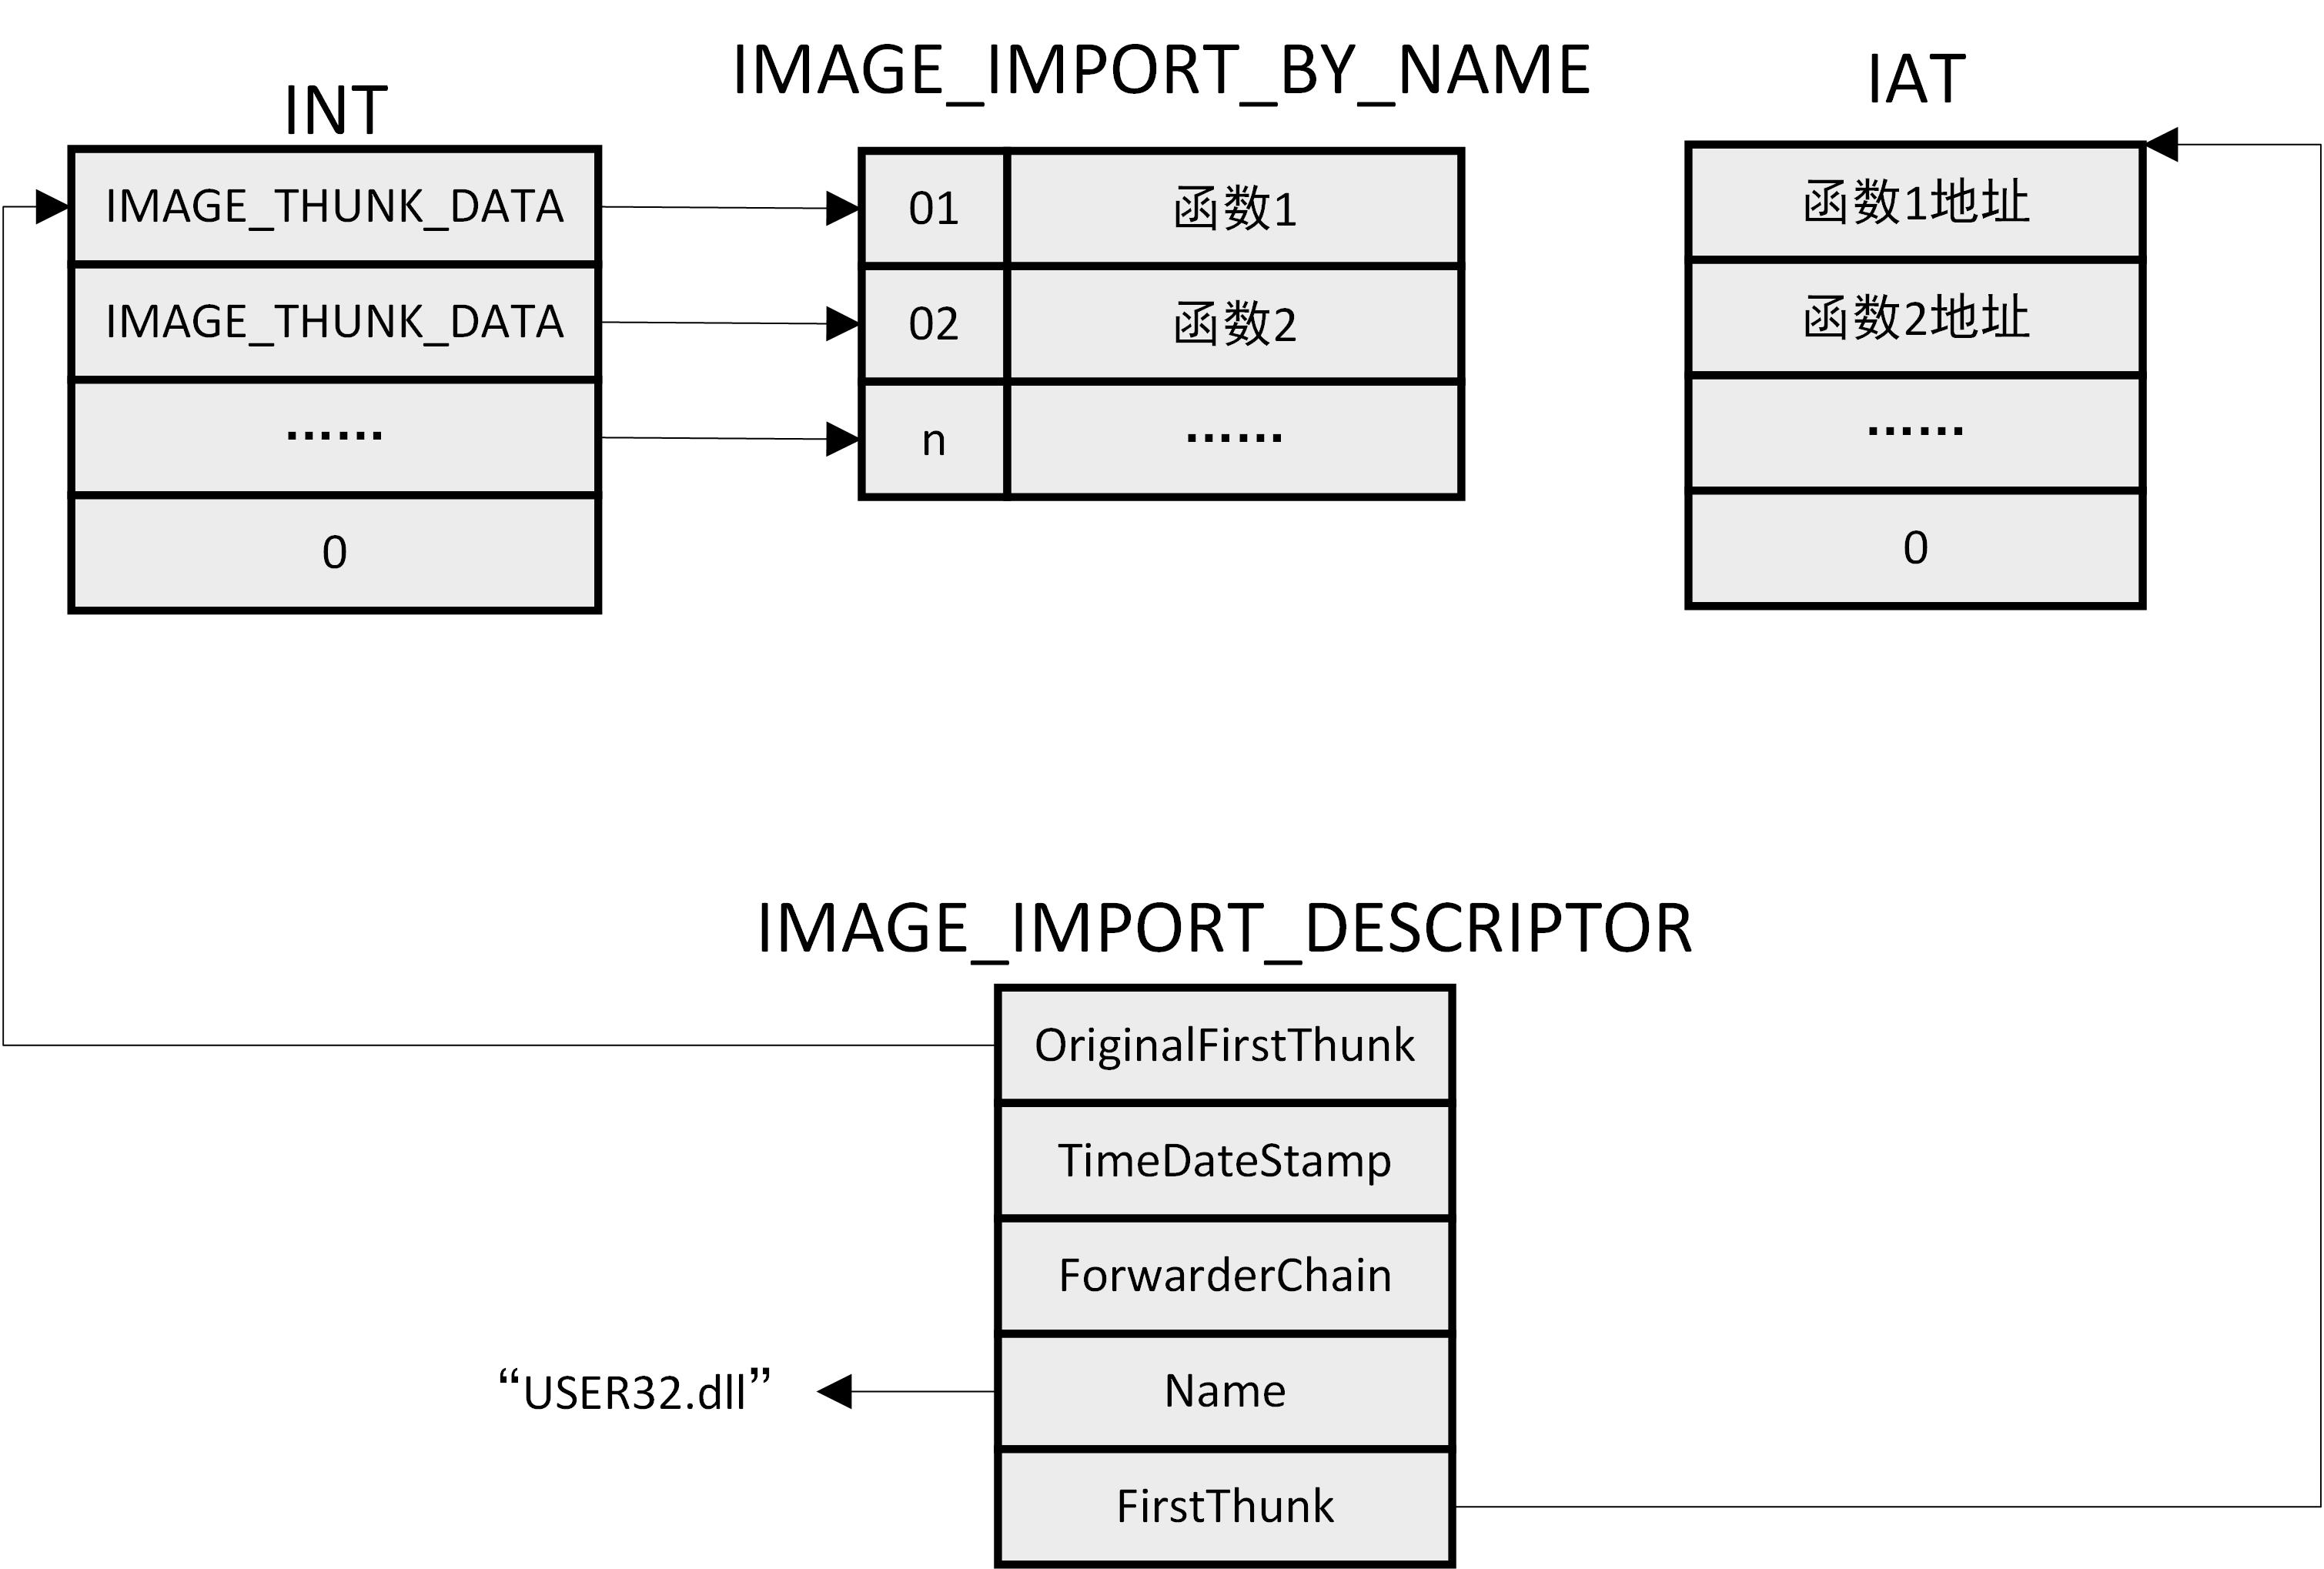 INT
IMAGE_THUNK_DATA
IMAGE_THUNK_DATA
······
0
IMAGE_IMPORT_BY_NAME
01 函数1
02 函数2
n ······
IAT
函数1地址
函数2地址
······
0
IMAGE_IMPORT_DESCRIPTOR
OriginalFirstThunk
TimeDateStamp
ForwarderChain
Name
“USER32.dll”
FirstThunk